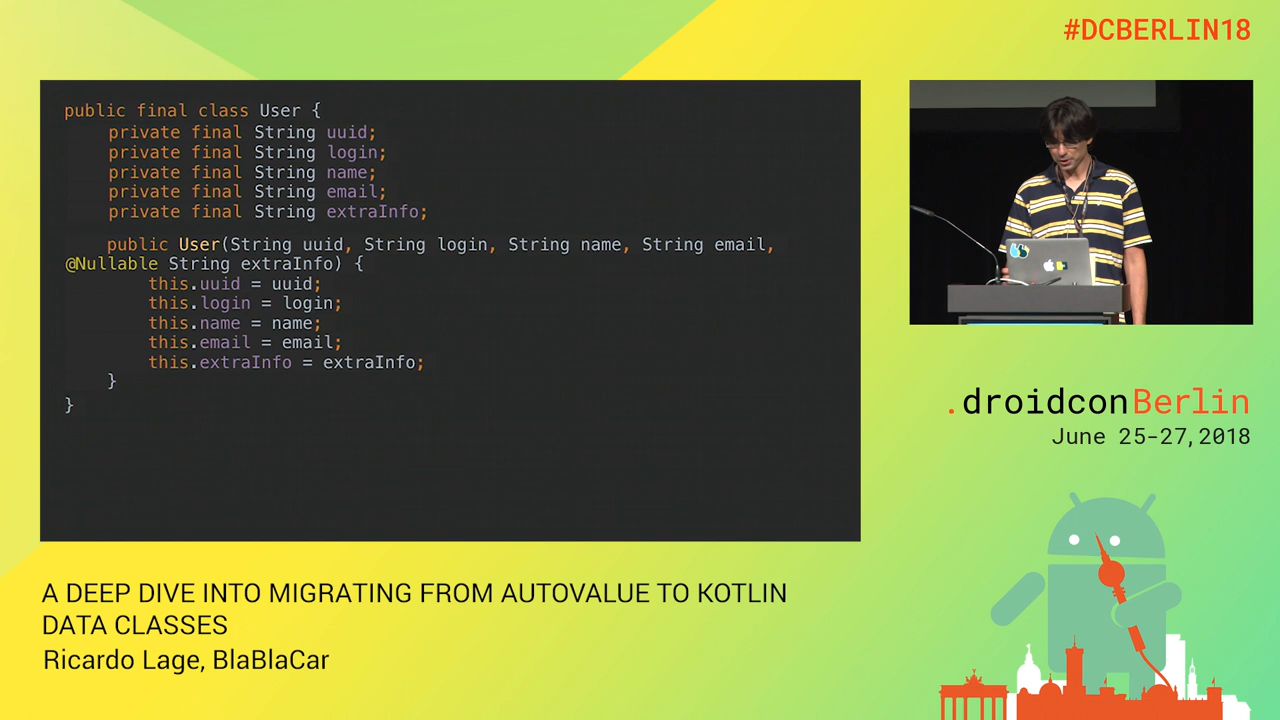 #DCBERLIN18
public final class User {
private final String uuid;
private final String login;
private final String name;
private final String email;
private final String extraInfo;
public User(String uuid, String login, String name, String email,
@Nullable String extraInfo) {
this.uuid = uuid;
this.login = login;
this.name = name;
this.email = email;
this.extraInfo = extraInfo;
}
}
.droidconBerlin
June 25-27, 2018
A DEEP DIVE INTO MIGRATING FROM AUTOVALUE TO KOTLIN
DATA CLASSES
Ricardo Lage, BlaBlaCar